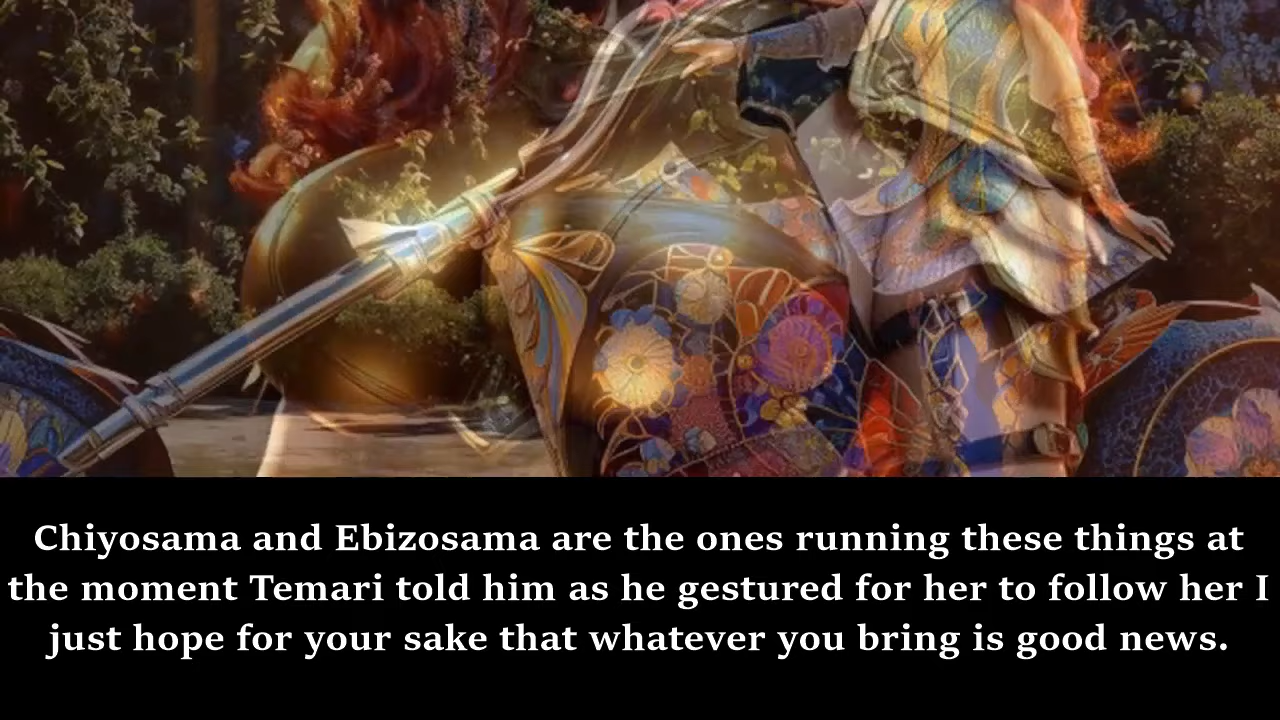 Chiyosama and Ebizosama are the ones running these things at
the moment Temari told him as he gestured for her to follow her I
just hope for your sake that whatever you bring is good news.